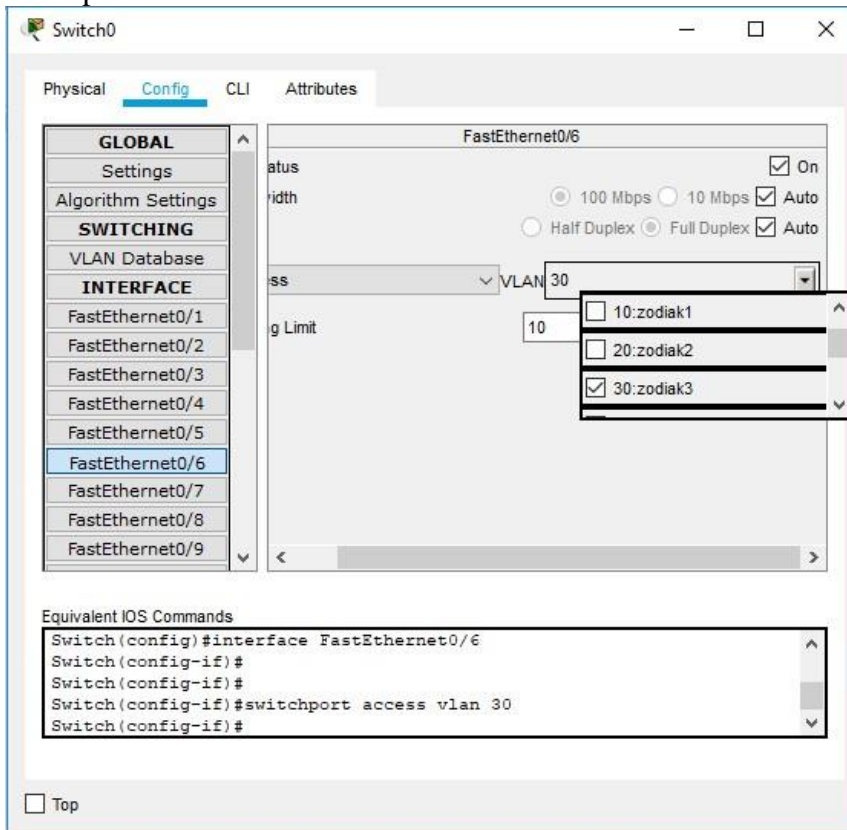 Switch0
Physical Config CLI Attributes
GLOBAL
Settings
Algorithm Settings
SWITCHING
VLAN Database
INTERFACE
FastEthernet0/1
FastEthernet0/2
FastEthernet0/3
FastEthernet0/4
FastEthernet0/5
FastEthernet0/6
FastEthernet0/7
FastEthernet0/8
FastEthernet0/9
FastEthernet0/6
atus On
idth 100 Mbps 10 Mbps Auto
Half Duplex Full Duplex Auto
ss VLAN 30
10:zodiak1
20:zodiak2
30:zodiak3
g Limit 10
Equivalent IOS Commands
Switch(config)#interface FastEthernet0/6
Switch(config-if)#
Switch(config-if)#
Switch(config-if)#switchport access vlan 30
Switch(config-if)#
Top